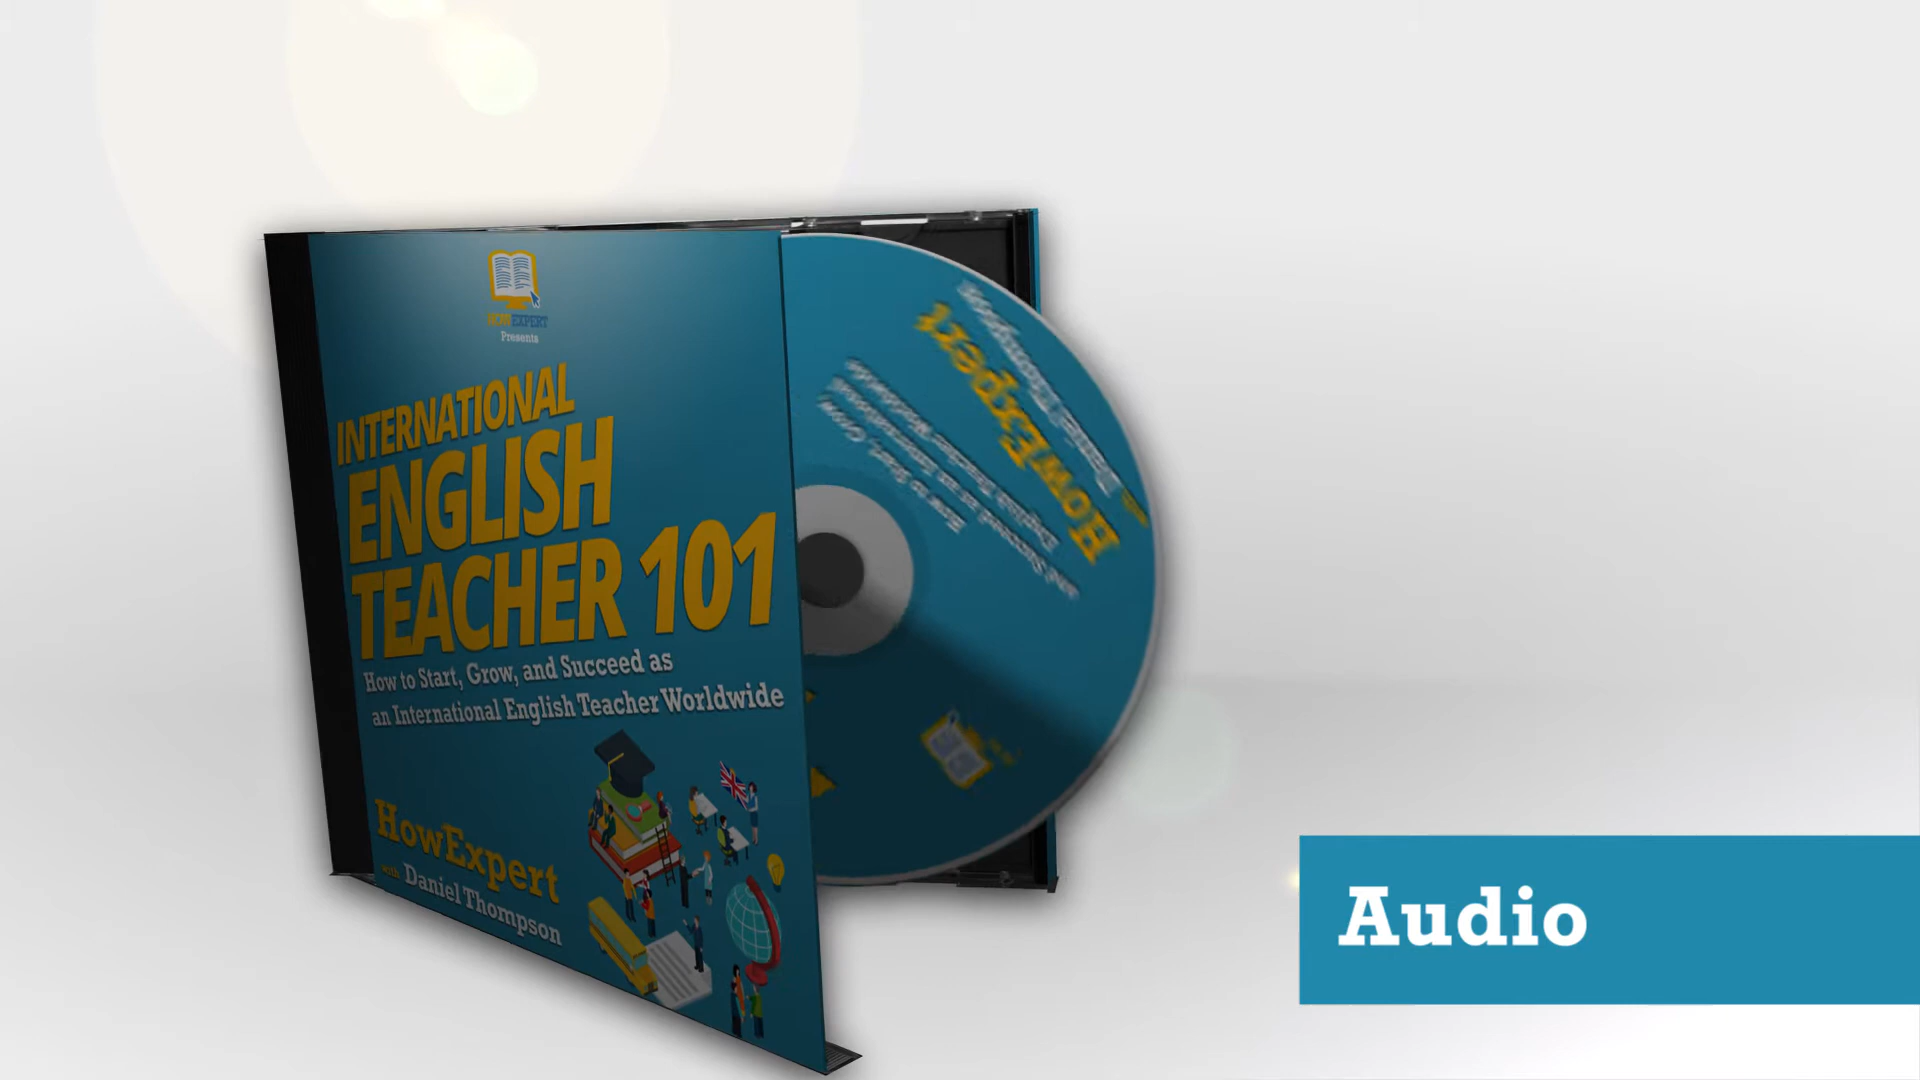 HOWEXPERT
Presents
INTERNATIONAL
ENGLISH
TEACHER 101
How to Start, Grow, and Succeed as
an International English Teacher Worldwide
HowExpert
with Daniel Thompson
HowExpert
Audio